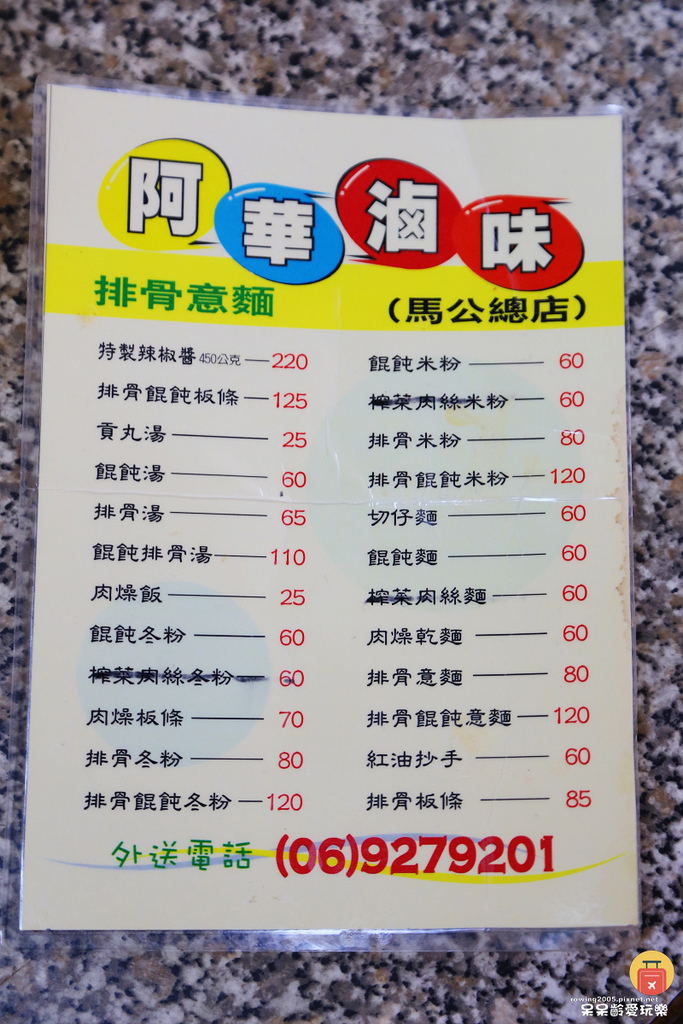 阿華滷味
排骨意麵
(馬公總店)
特製辣椒醬 450公克 220
排骨餛飩板條 125
貢丸湯 25
餛飩湯 60
排骨湯 65
餛飩排骨湯 110
肉燥飯 25
餛飩冬粉 60
榨菜肉絲冬粉 60
肉燥板條 70
排骨冬粉 80
排骨餛飩冬粉 120
餛飩米粉 60
榨菜肉絲米粉 60
排骨米粉 80
排骨餛飩米粉 120
切仔麵 60
餛飩麵 60
榨菜肉絲麵 60
肉燥乾麵 60
排骨意麵 80
排骨餛飩意麵 120
紅油抄手 60
排骨板條 85
外送電話 (06)9279201
rowing2005.pixnet.net
呆呆齡愛玩樂